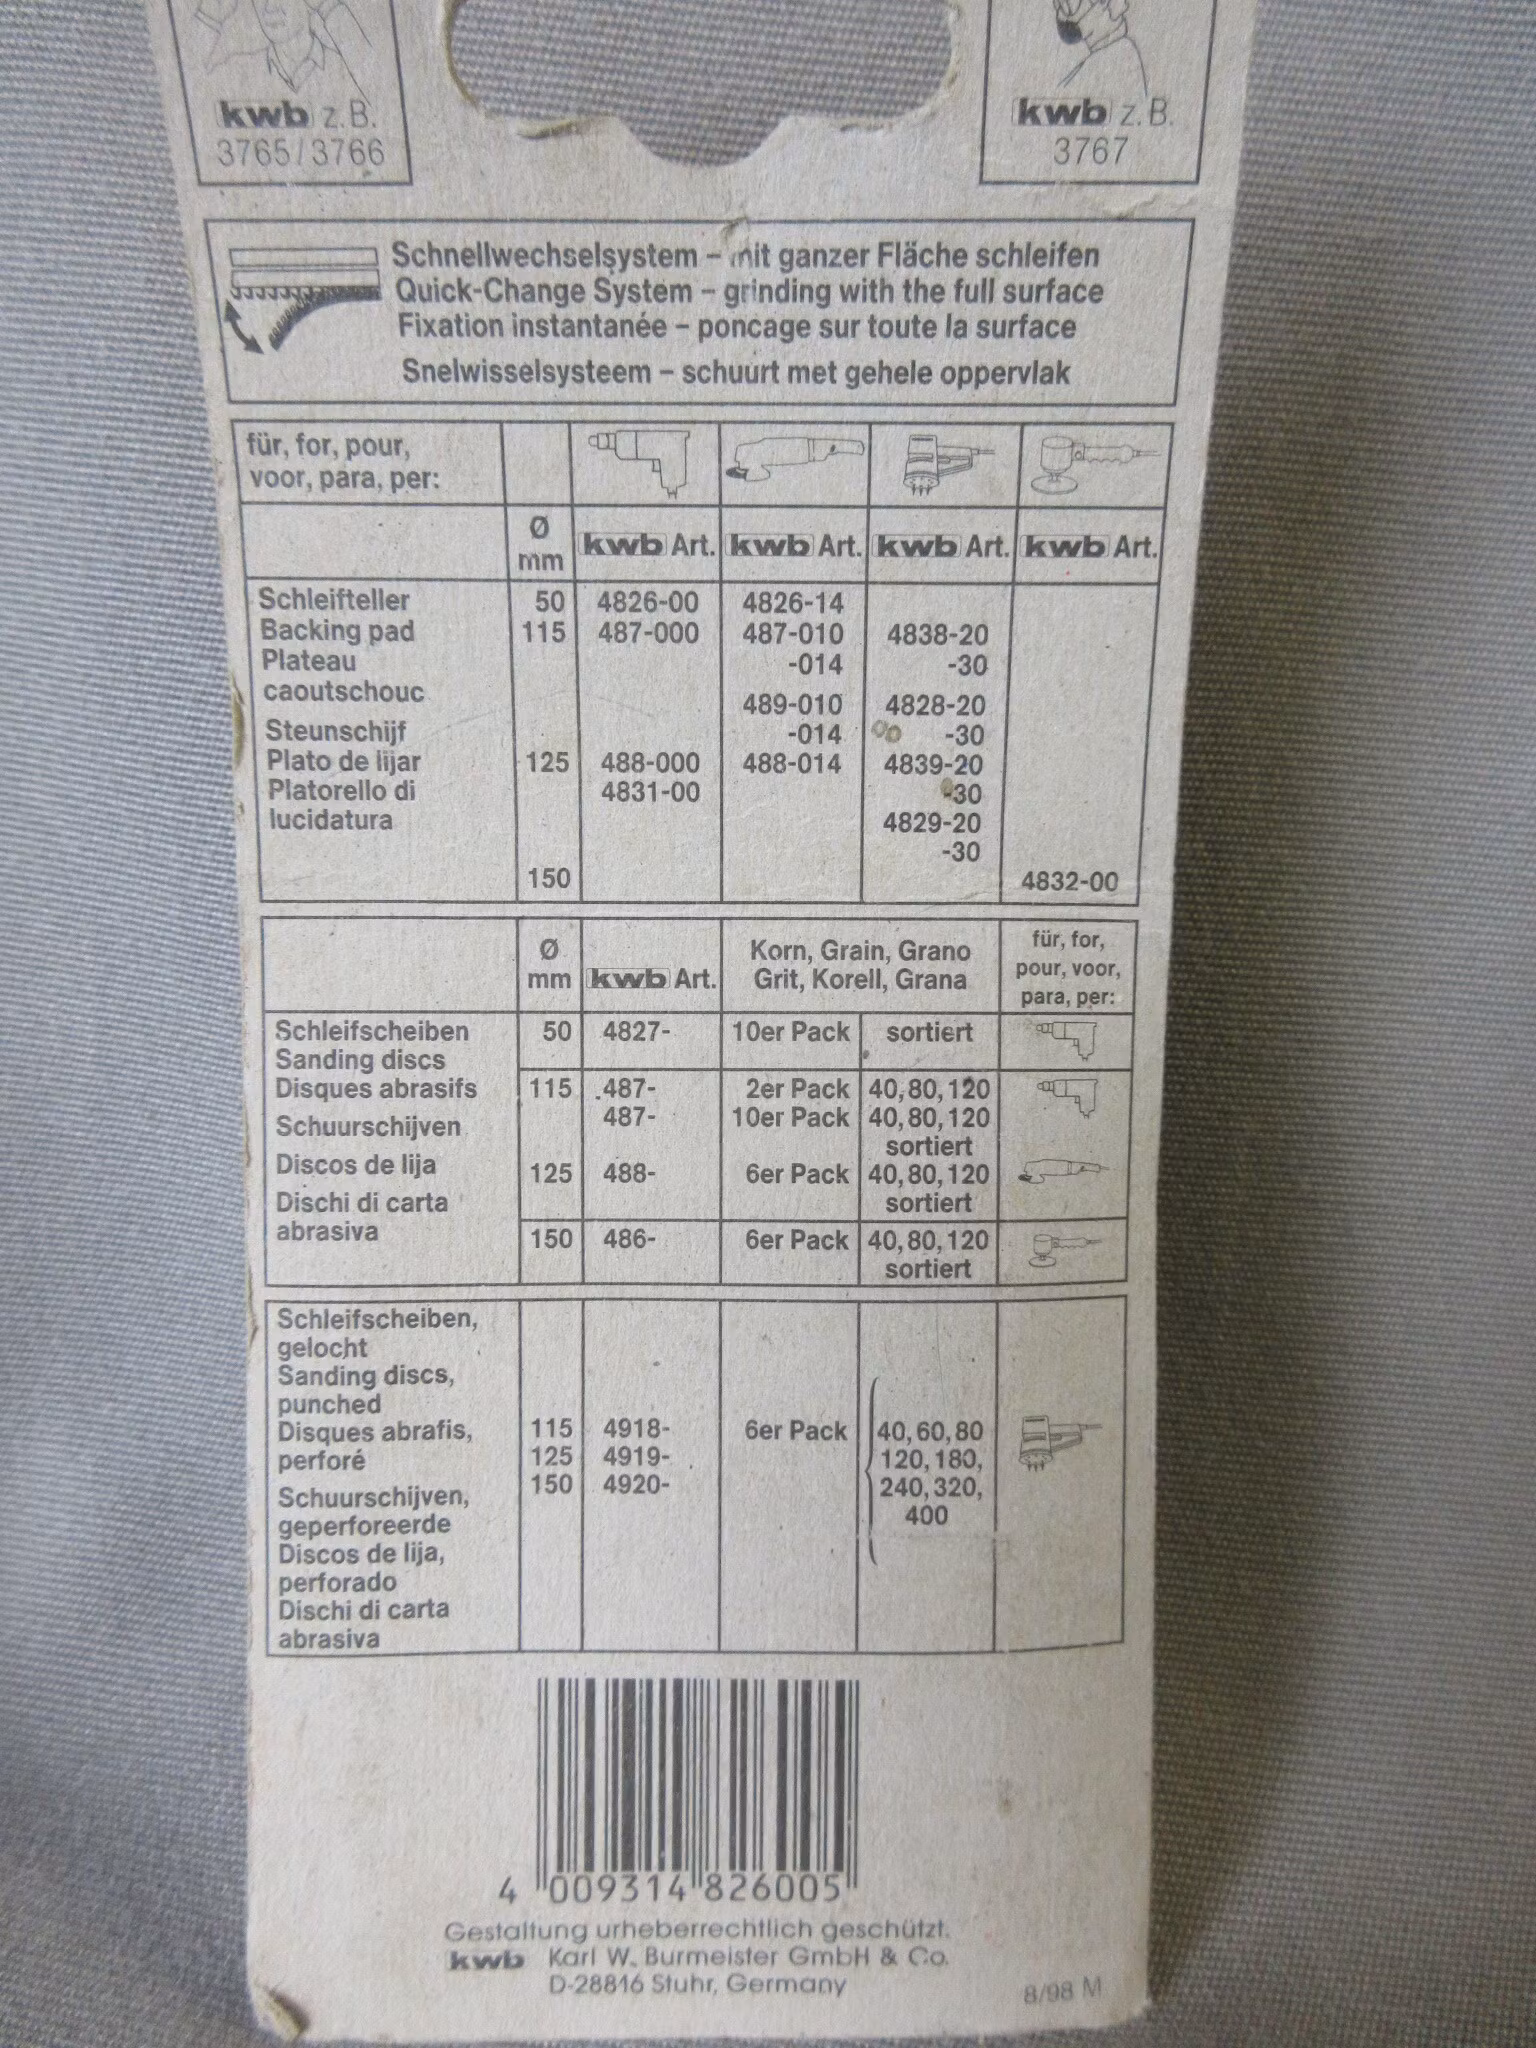 kwb z.B.
3765/3766
kwb z.B.
3767
Schnellwechselsystem – mit ganzer Fläche schleifen
Quick-Change System – grinding with the full surface
Fixation instantanée – poncage sur toute la surface
Snelwisselsysteem – schuurt met gehele oppervlak
für, for, pour,
voor, para, per:
Ø
mm
kwb Art. kwb Art. kwb Art. kwb Art.
Schleifteller 50 4826-00 4826-14
Backing pad 115 487-000 487-010 4838-20
Plateau -014 -30
caoutschouc 489-010 4828-20
Steunschijf -014 -30
Plato de lijar 125 488-000 488-014 4839-20
Platorello di 4831-00 -30
lucidatura 4829-20
-30
150 4832-00
Ø
mm
kwb Art.
Korn, Grain, Grano
Grit, Korell, Grana
für, for,
pour, voor,
para, per:
Schleifscheiben 50 4827- 10er Pack sortiert
Sanding discs
Disques abrasifs 115 487- 2er Pack 40, 80, 120
Schuurschijven 487- 10er Pack 40, 80, 120
sortiert
Discos de lija 125 488- 6er Pack 40, 80, 120
Dischi di carta sortiert
abrasiva 150 486- 6er Pack 40, 80, 120
sortiert
Schleifscheiben,
gelocht
Sanding discs,
punched
Disques abrafis, 115 4918- 6er Pack 40, 60, 80
perforé 125 4919- 120, 180,
Schuurschijven, 150 4920- 240, 320,
geperforeerde 400
Discos de lija,
perforado
Dischi di carta
abrasiva
4 009314 826005
Gestaltung urheberrechtlich geschützt.
kwb Karl W. Burmeister GmbH & Co.
D-28816 Stuhr, Germany
8/98 M